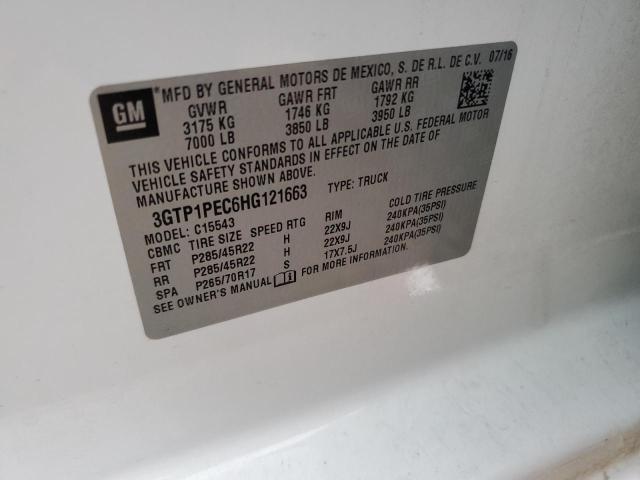 GM
*MFD BY GENERAL MOTORS DE MEXICO, S. DE R.L. DE C.V. 07/16
GVWR GAWR FRT GAWR RR
3175 KG 1746 KG 1792 KG
7000 LB 3850 LB 3950 LB
THIS VEHICLE CONFORMS TO ALL APPLICABLE U.S. FEDERAL MOTOR
VEHICLE SAFETY STANDARDS IN EFFECT ON THE DATE OF
MANUFACTURE SHOWN ABOVE.
3GTP1PEC6HG121663 TYPE: TRUCK
MODEL: C15543
CBMC TIRE SIZE SPEED RTG RIM COLD TIRE PRESSURE
FRT P285/45R22 H 22X9J 240KPA(35PSI)
RR P285/45R22 H 22X9J 240KPA(35PSI)
SPA P265/70R17 S 17X7.5J 240KPA(35PSI)
SEE OWNER'S MANUAL FOR MORE INFORMATION.